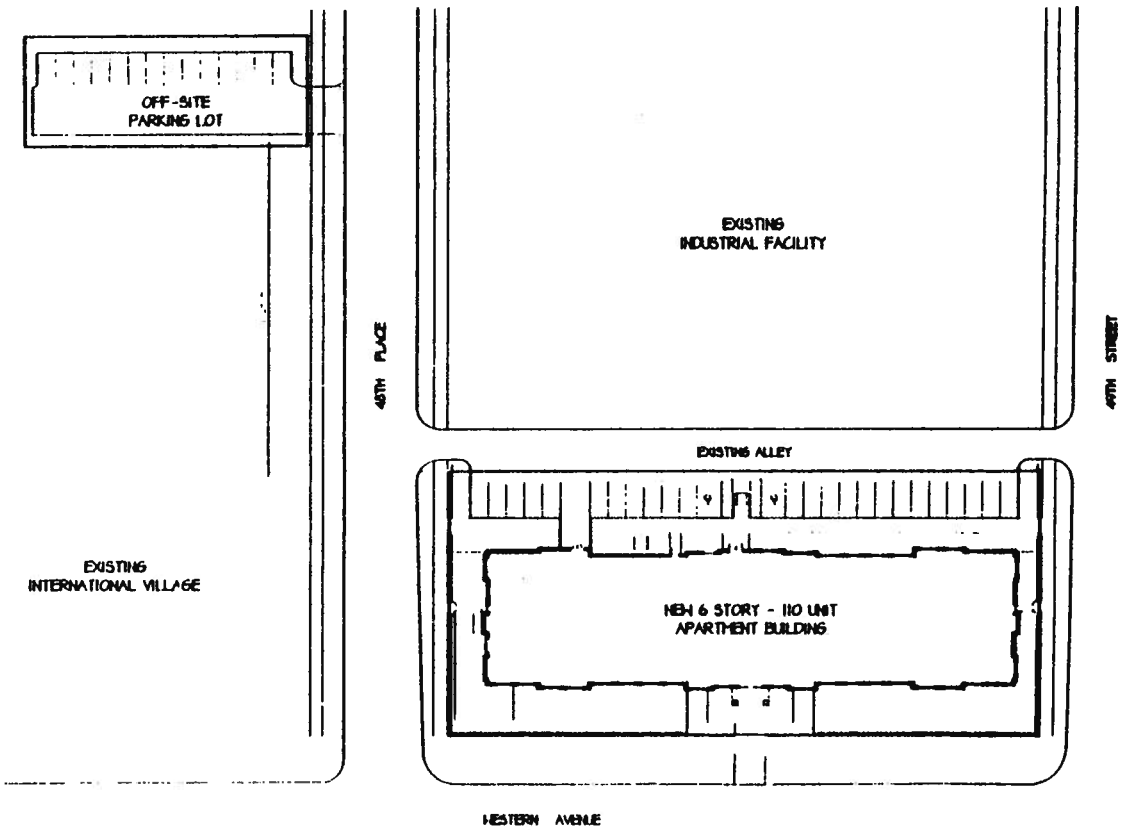 OFF-SITE
PARKING LOT
EXISTING
INDUSTRIAL FACILITY
48TH PLACE
49TH STREET
EXISTING ALLEY
EXISTING
INTERNATIONAL VILLAGE
NEW 6 STORY - 110 UNIT
APARTMENT BUILDING
WESTERN AVENUE